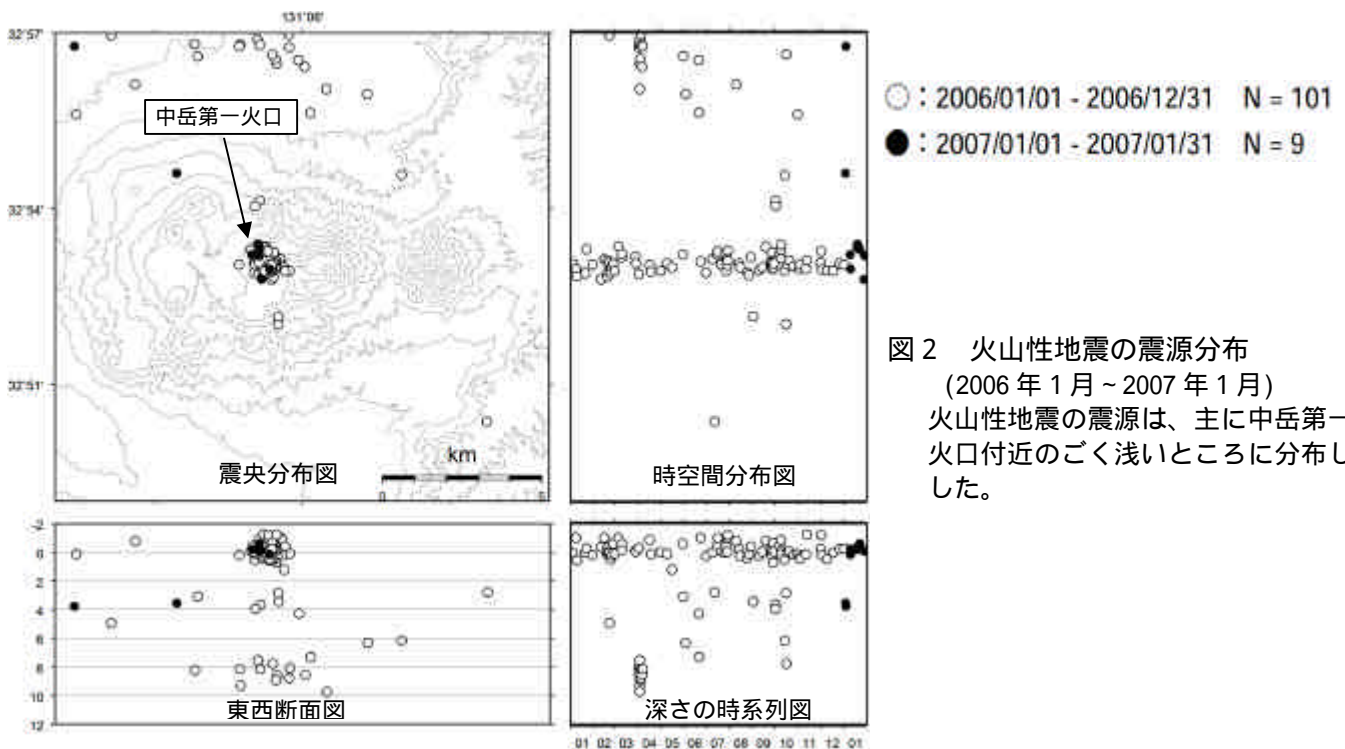 131°06'
32°57'
中岳第一火口
32°54'
32°51'
km
震央分布図
時空間分布図
○：2006/01/01 - 2006/12/31 N = 101
●：2007/01/01 - 2007/01/31 N = 9
図 2 火山性地震の震源分布
(2006 年 1 月 ~ 2007 年 1 月)
火山性地震の震源は、主に中岳第一
火口付近のごく浅いところに分布し
した。
-2
0
2
4
6
8
10
12
東西断面図
深さの時系列図
01 02 03 04 05 06 07 08 09 10 11 12 01